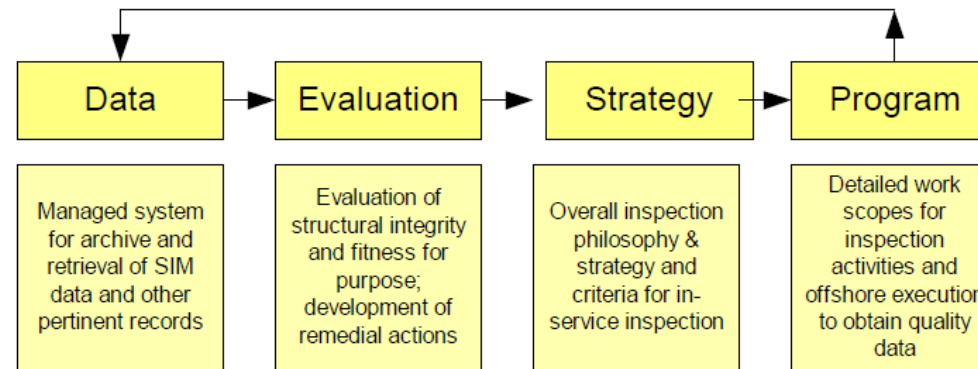 Data
Evaluation
Strategy
Program
Managed system
for archive and
retrieval of SIM
data and other
pertinent records
Evaluation of
structural integrity
and fitness for
purpose;
development of
remedial actions
Overall inspection
philosophy &
strategy and
criteria for in-
service inspection
Detailed work
scopes for
inspection
activities and
offshore execution
to obtain quality
data